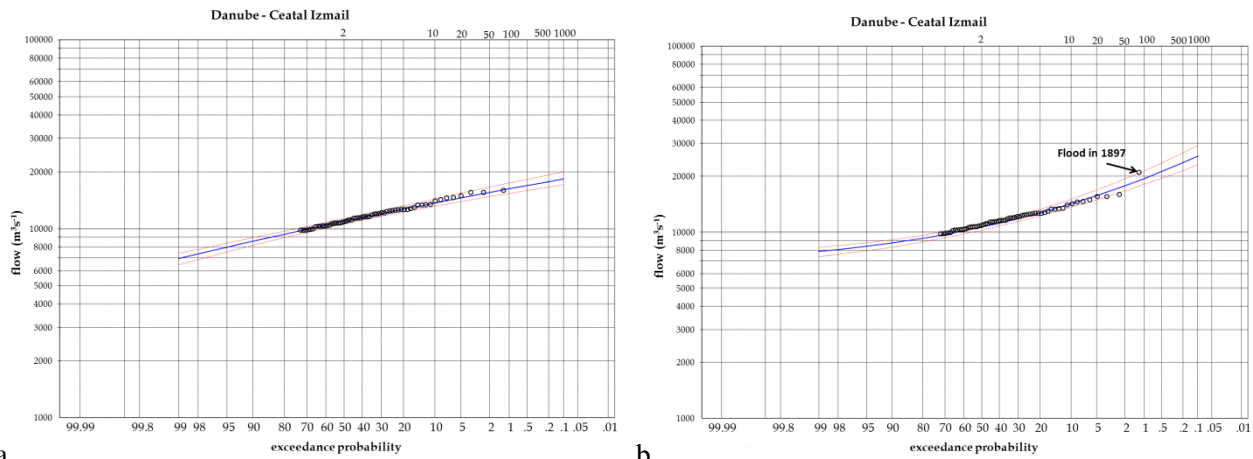 Danube - Ceatal Izmail
2 10 20 50 100 500 1000
100000
80000
60000
50000
40000
30000
20000
10000
8000
6000
5000
4000
3000
2000
1000
flow (m³s⁻¹)
99.99 99.8 99 98 95 90 80 70 60 50 40 30 20 10 5 2 1 .5 .2 .1 .05 .01
exceedance probability
a
Danube - Ceatal Izmail
2 10 20 50 100 500 1000
100000
80000
60000
50000
40000
30000
20000
10000
8000
6000
5000
4000
3000
2000
1000
flow (m³s⁻¹)
Flood in 1897
99.99 99.8 99 98 95 90 80 70 60 50 40 30 20 10 5 2 1 .5 .2 .1 .05 .01
exceedance probability
b